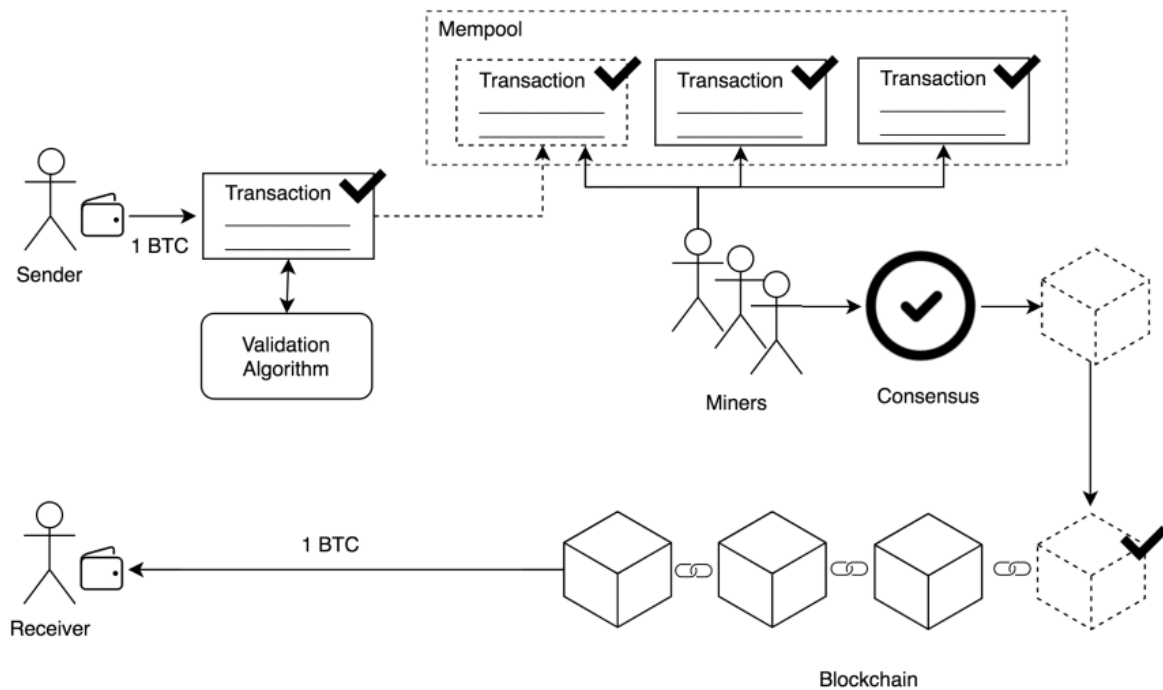 Mempool
Transaction
Transaction
Transaction
Transaction
1 BTC
Sender
Validation
Algorithm
Miners
Consensus
1 BTC
Receiver
Blockchain